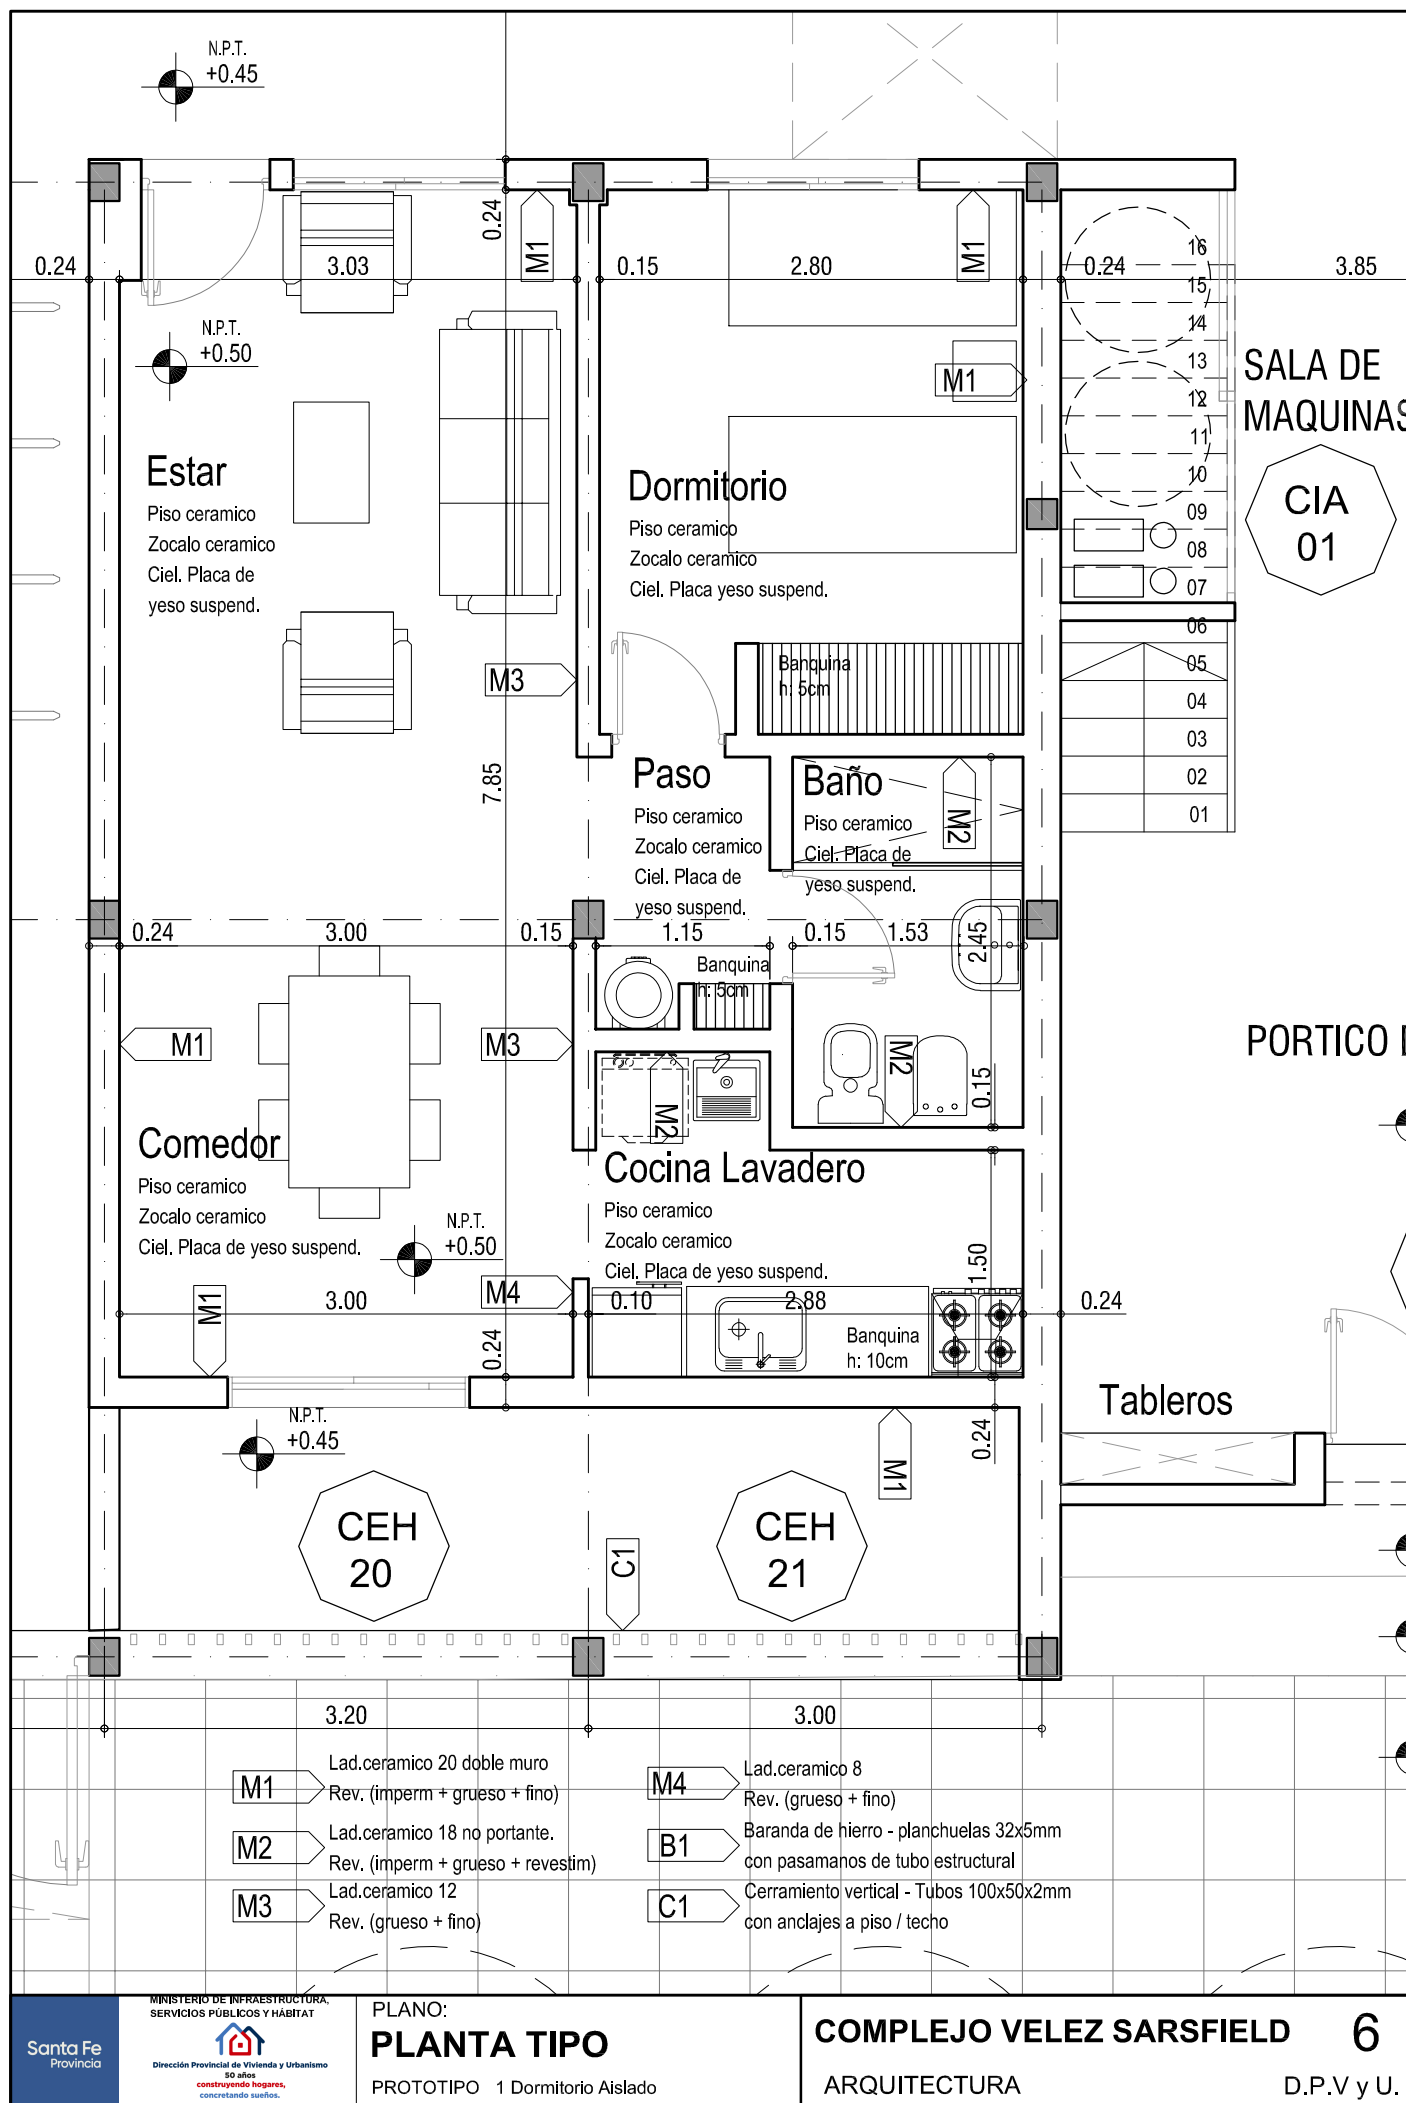 N.P.T.
+0.45
0.24
M1
M1
0.24
3.03
0.15
2.80
0.24
3.85
N.P.T.
+0.50
16
15
14
13
12
11
10
09
08
07
06
05
04
03
02
01
SALA DE
MAQUINAS
CIA
01
M1
Estar
Piso ceramico
Zocalo ceramico
Ciel. Placa de
yeso suspend.
Dormitorio
Piso ceramico
Zocalo ceramico
Ciel. Placa yeso suspend.
M3
Banquina
h: 5cm
7.85
Paso
Piso ceramico
Zocalo ceramico
Ciel. Placa de
yeso suspend.
Baño
Piso ceramico
Ciel. Placa de
yeso suspend.
M2
0.24
3.00
0.15
1.15
0.15
1.53
2.45
Banquina
h: 5cm
M1
M3
M2
M2
0.15
PORTICO D
Comedor
Piso ceramico
Zocalo ceramico
Ciel. Placa de yeso suspend.
N.P.T.
+0.50
Cocina Lavadero
Piso ceramico
Zocalo ceramico
Ciel. Placa de yeso suspend.
1.50
M1
M4
3.00
0.10
2.88
0.24
0.24
Banquina
h: 10cm
Tableros
N.P.T.
+0.45
0.24
M1
CEH
20
CEH
21
C1
3.20
3.00
M1
Lad.ceramico 20 doble muro
Rev. (imperm + grueso + fino)
M2
Lad.ceramico 18 no portante.
Rev. (imperm + grueso + revestim)
M3
Lad.ceramico 12
Rev. (grueso + fino)
M4
Lad.ceramico 8
Rev. (grueso + fino)
B1
Baranda de hierro - planchuelas 32x5mm
con pasamanos de tubo estructural
C1
Cerramiento vertical - Tubos 100x50x2mm
con anclajes a piso / techo
Santa Fe
Provincia
MINISTERIO DE INFRAESTRUCTURA,
SERVICIOS PÚBLICOS Y HÁBITAT
Dirección Provincial de Vivienda y Urbanismo
50 años
construyendo hogares,
concretando sueños.
PLANO:
PLANTA TIPO
PROTOTIPO 1 Dormitorio Aislado
COMPLEJO VELEZ SARSFIELD
6
ARQUITECTURA
D.P.V y U.